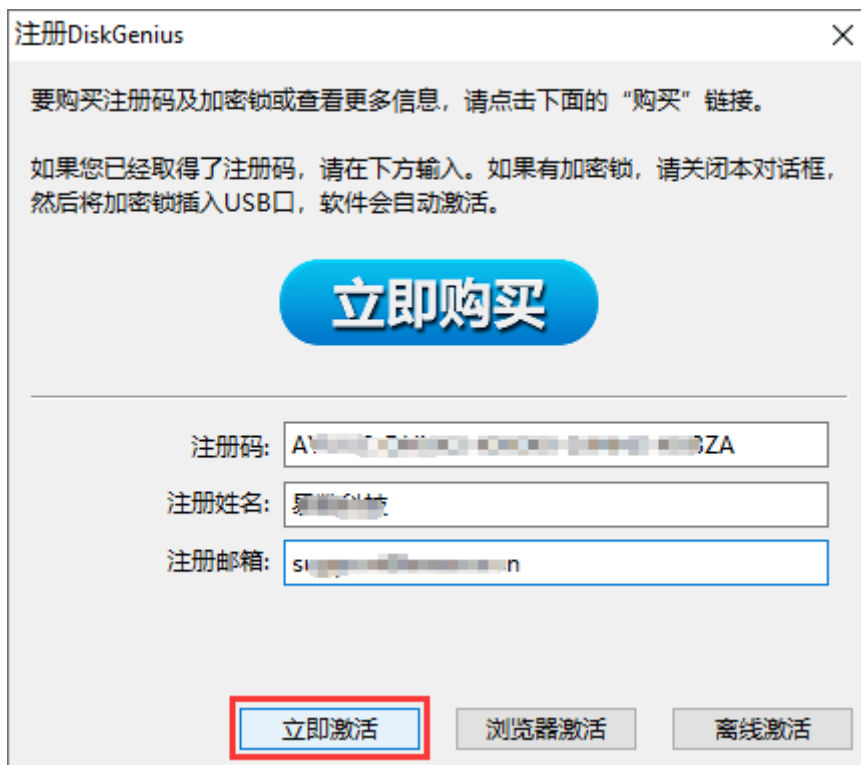 注册DiskGenius
要购买注册码及加密锁或查看更多信息，请点击下面的“购买”链接。
如果您已经取得了注册码，请在下方输入。如果有加密锁，请关闭本对话框，
然后将加密锁插入USB口，软件会自动激活。
立即购买
注册码:
注册姓名:
注册邮箱:
立即激活 浏览器激活 离线激活